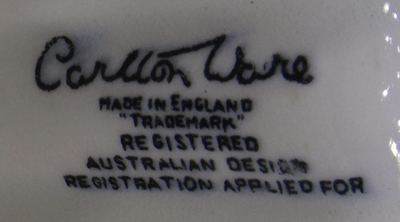 Carlton Ware
MADE IN ENGLAND
"TRADEMARK"
REGISTERED
AUSTRALIAN DESIGN
REGISTRATION APPLIED FOR